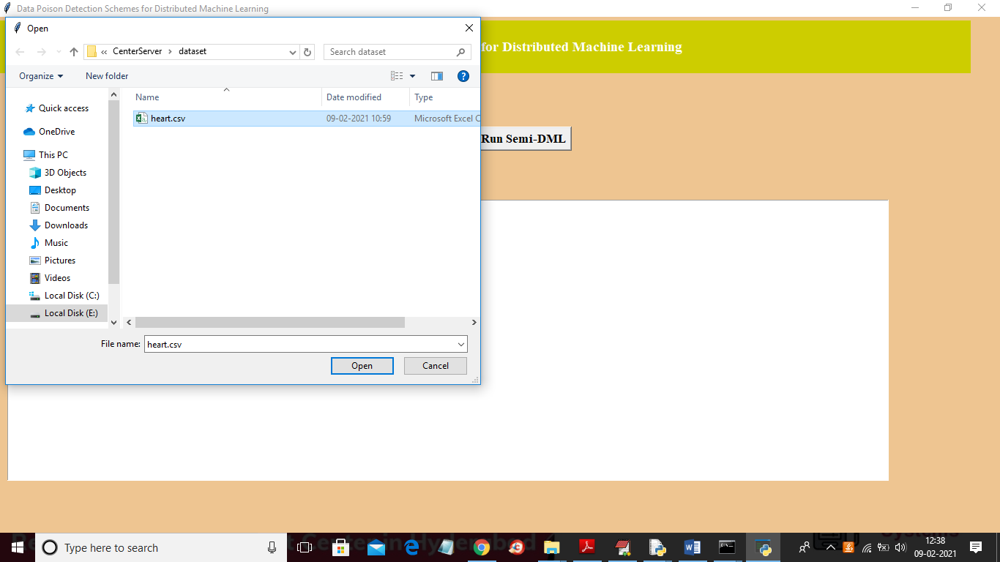 Data Poison Detection Schemes for Distributed Machine Learning
Open
for Distributed Machine Learning
« CenterServer › dataset
Search dataset
Organize
New folder
Name
Date modified
Type
heart.csv
09-02-2021 10:59
Microsoft Excel C
Quick access
OneDrive
This PC
3D Objects
Desktop
Documents
Downloads
Music
Pictures
Videos
Local Disk (C:)
Local Disk (E:)
Run Semi-DML
File name:
heart.csv
Open
Cancel
Type here to search
12:38
09-02-2021